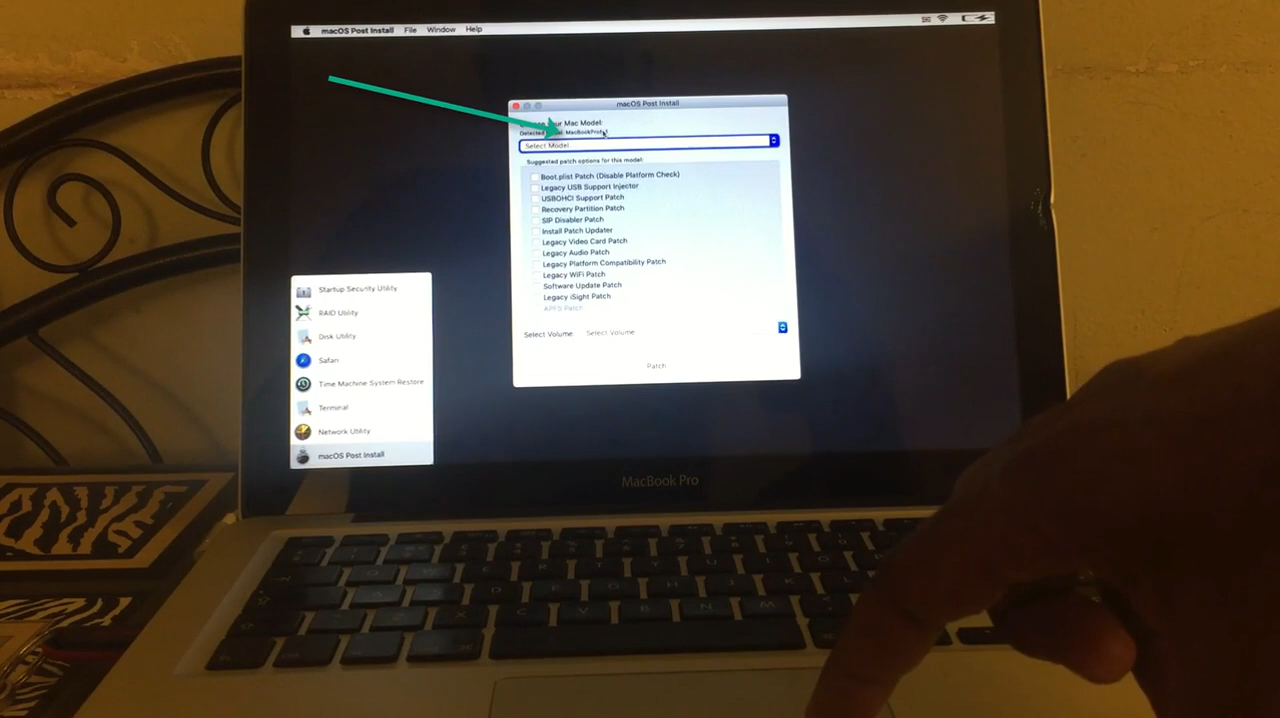 macOS Post Install File Window Help
macOS Post Install
your Mac Model:
Detected
Select Model
Suggested patch options for this model:
Boot.plist Patch (Disable Platform Check)
Legacy USB Support Injector
USBOHCI Support Patch
Recovery Partition Patch
SIP Disabler Patch
Install Patch Updater
Legacy Video Card Patch
Legacy Audio Patch
Legacy Platform Compatibility Patch
Legacy WiFi Patch
Software Update Patch
Legacy iSight Patch
APFS Patch
Select Volume Select Volume
Patch
Startup Security Utility
RAID Utility
Disk Utility
Safari
Time Machine System Restore
Terminal
Network Utility
macOS Post Install
MacBook Pro